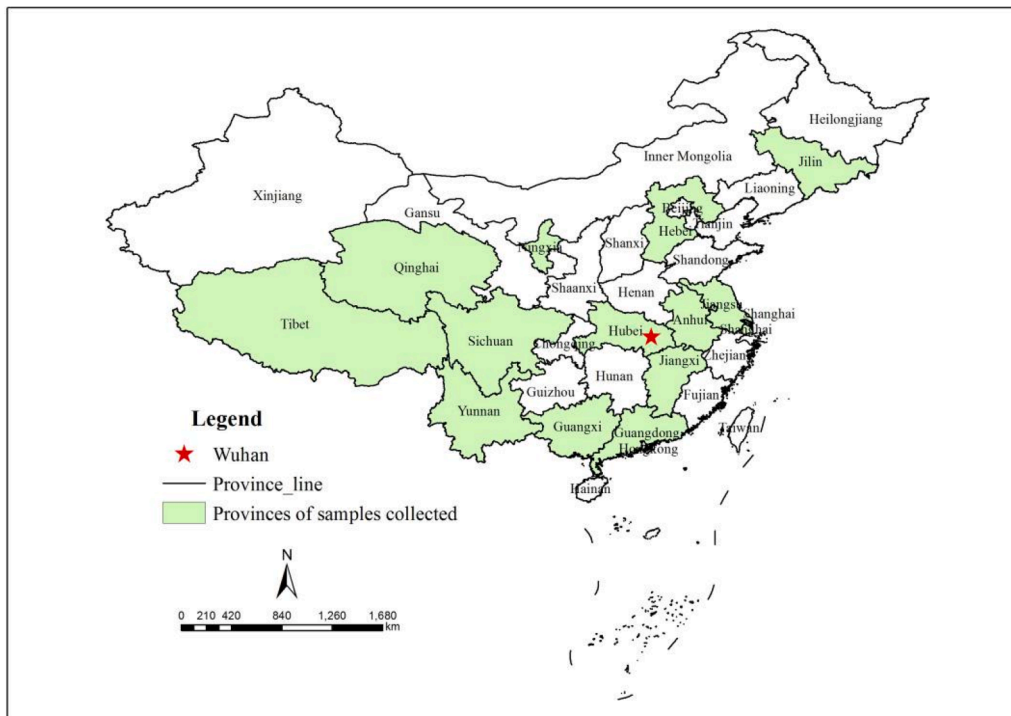 Heilongjiang
Jilin
Inner Mongolia
Liaoning
Xinjiang
Gansu
Beijing
Tianjin
Hebei
Shanxi
Ningxia
Shandong
Qinghai
Shaanxi
Henan
Jiangsu
Shanghai
Anhui
Tibet
Hubei
Shanghai
Sichuan
Chongqing
Zhejiang
Jiangxi
Hunan
Guizhou
Fujian
Yunnan
Guangxi
Guangdong
Taiwan
Hongkong
Hainan
Legend
Wuhan
Province_line
Provinces of samples collected
N
0 210 420 840 1,260 1,680
km